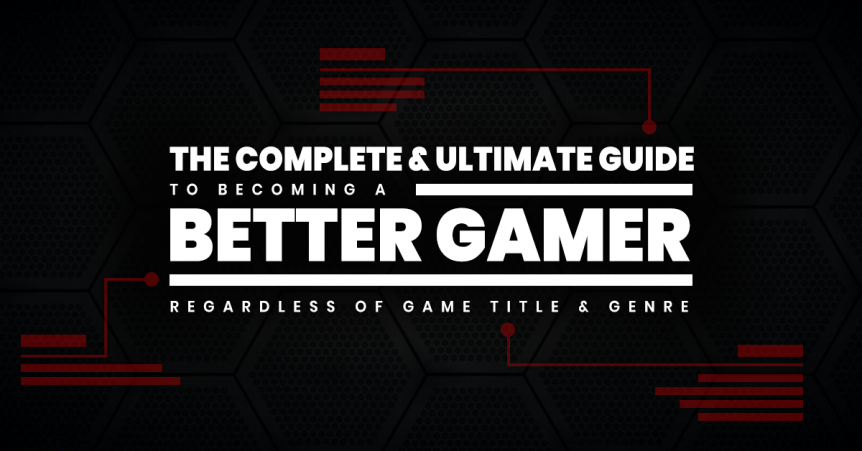 THE COMPLETE & ULTIMATE GUIDE
TO BECOMING A
BETTER GAMER
REGARDLESS OF GAME TITLE & GENRE